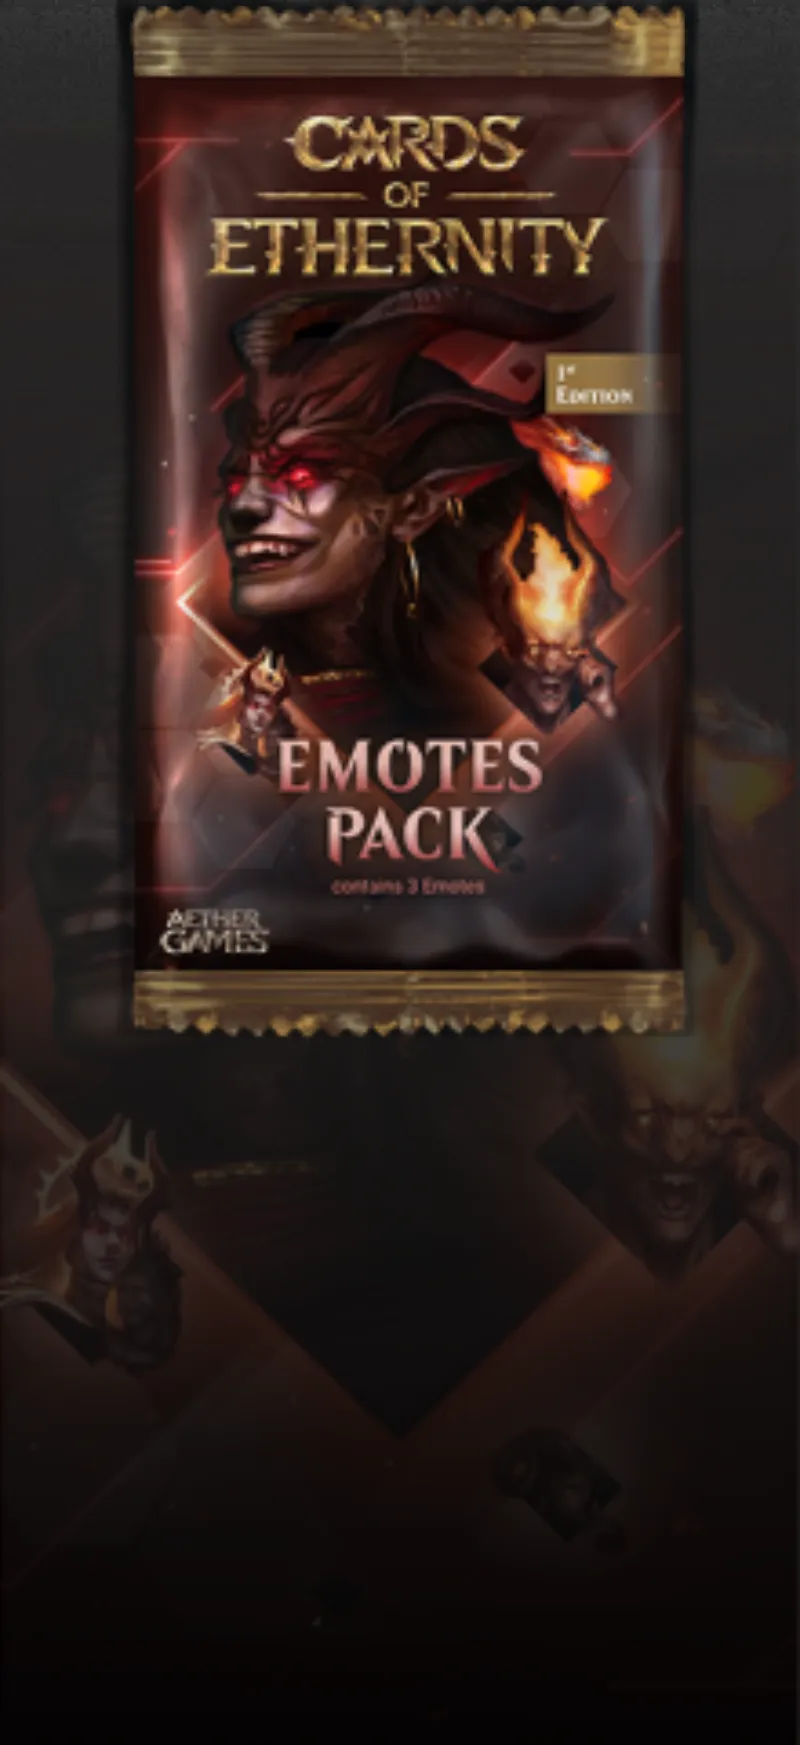 CARDS
OF
ETHERNITY
1st
EDITION
EMOTES
PACK
contains 3 Emotes
AETHER
GAMES